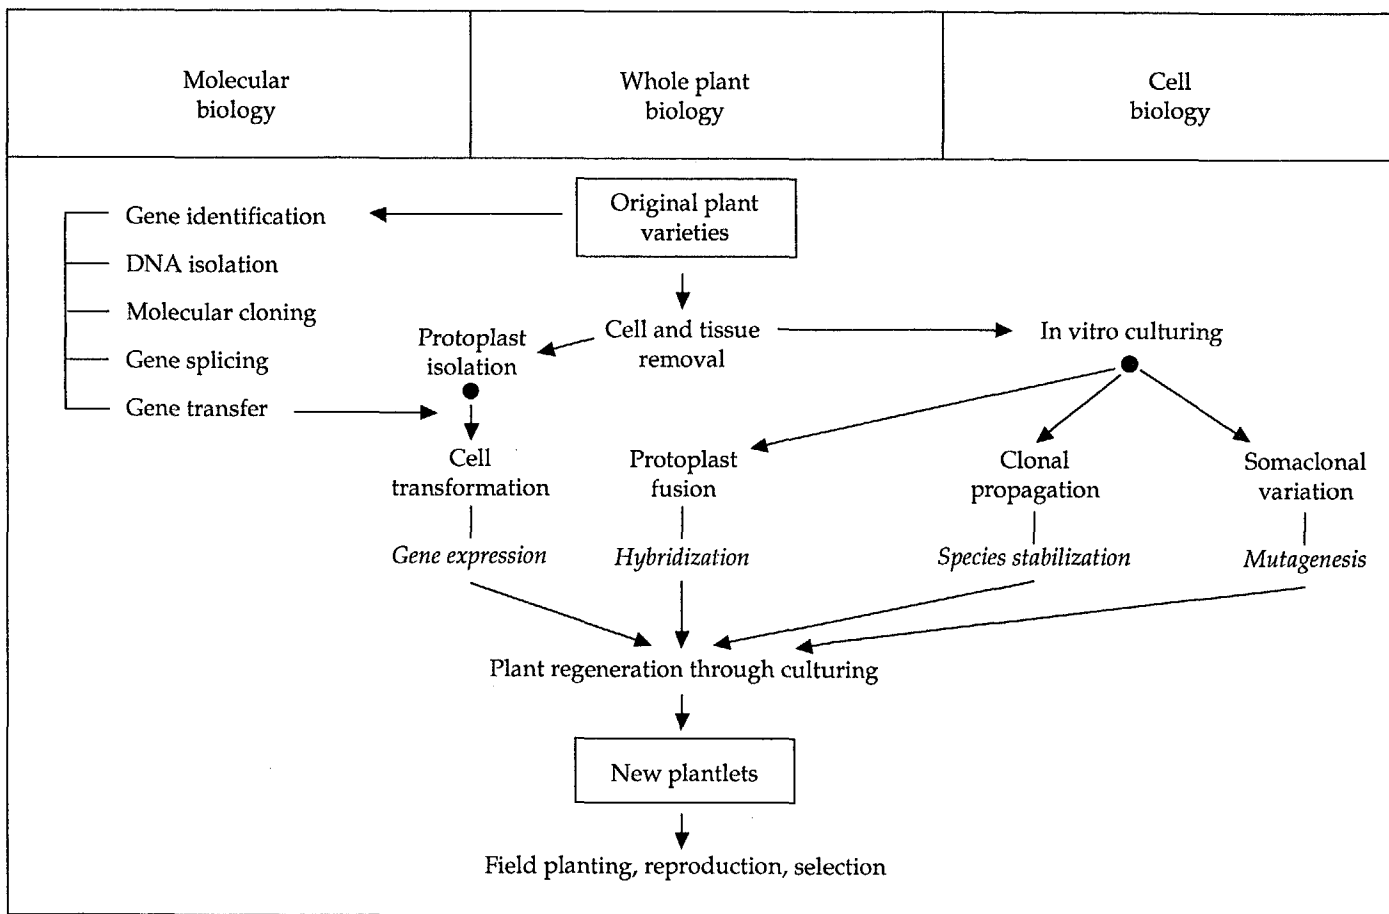 Molecular
biology
Whole plant
biology
Cell
biology
Original plant
varieties
Gene identification
DNA isolation
Molecular cloning
Gene splicing
Gene transfer
Protoplast
isolation
Cell and tissue
removal
In vitro culturing
Cell
transformation
Protoplast
fusion
Clonal
propagation
Somaclonal
variation
Gene expression
Hybridization
Species stabilization
Mutagenesis
Plant regeneration through culturing
New plantlets
Field planting, reproduction, selection